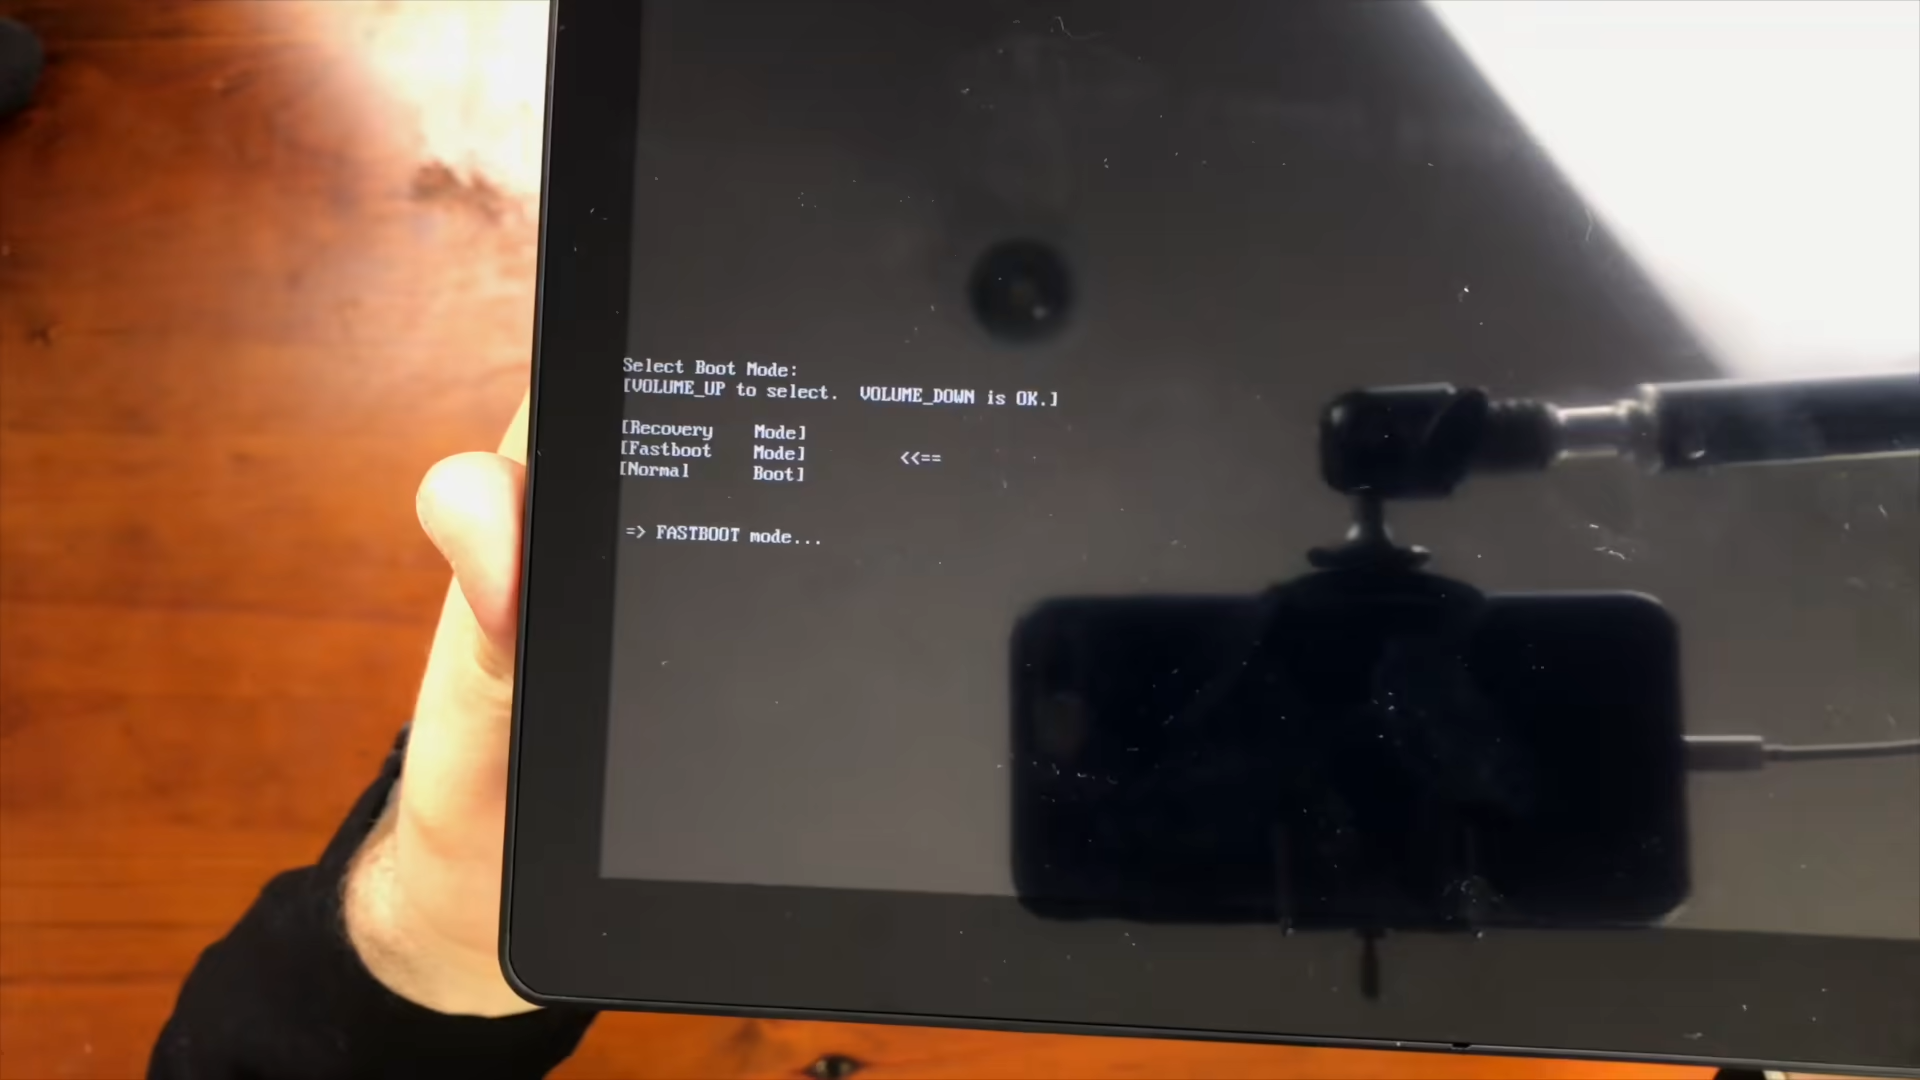 Select Boot Mode:
[VOLUME_UP to select.  VOLUME_DOWN is OK.]
[Recovery    Mode]
[Fastboot    Mode]        <<==
[Normal      Boot]
=> FASTBOOT mode...